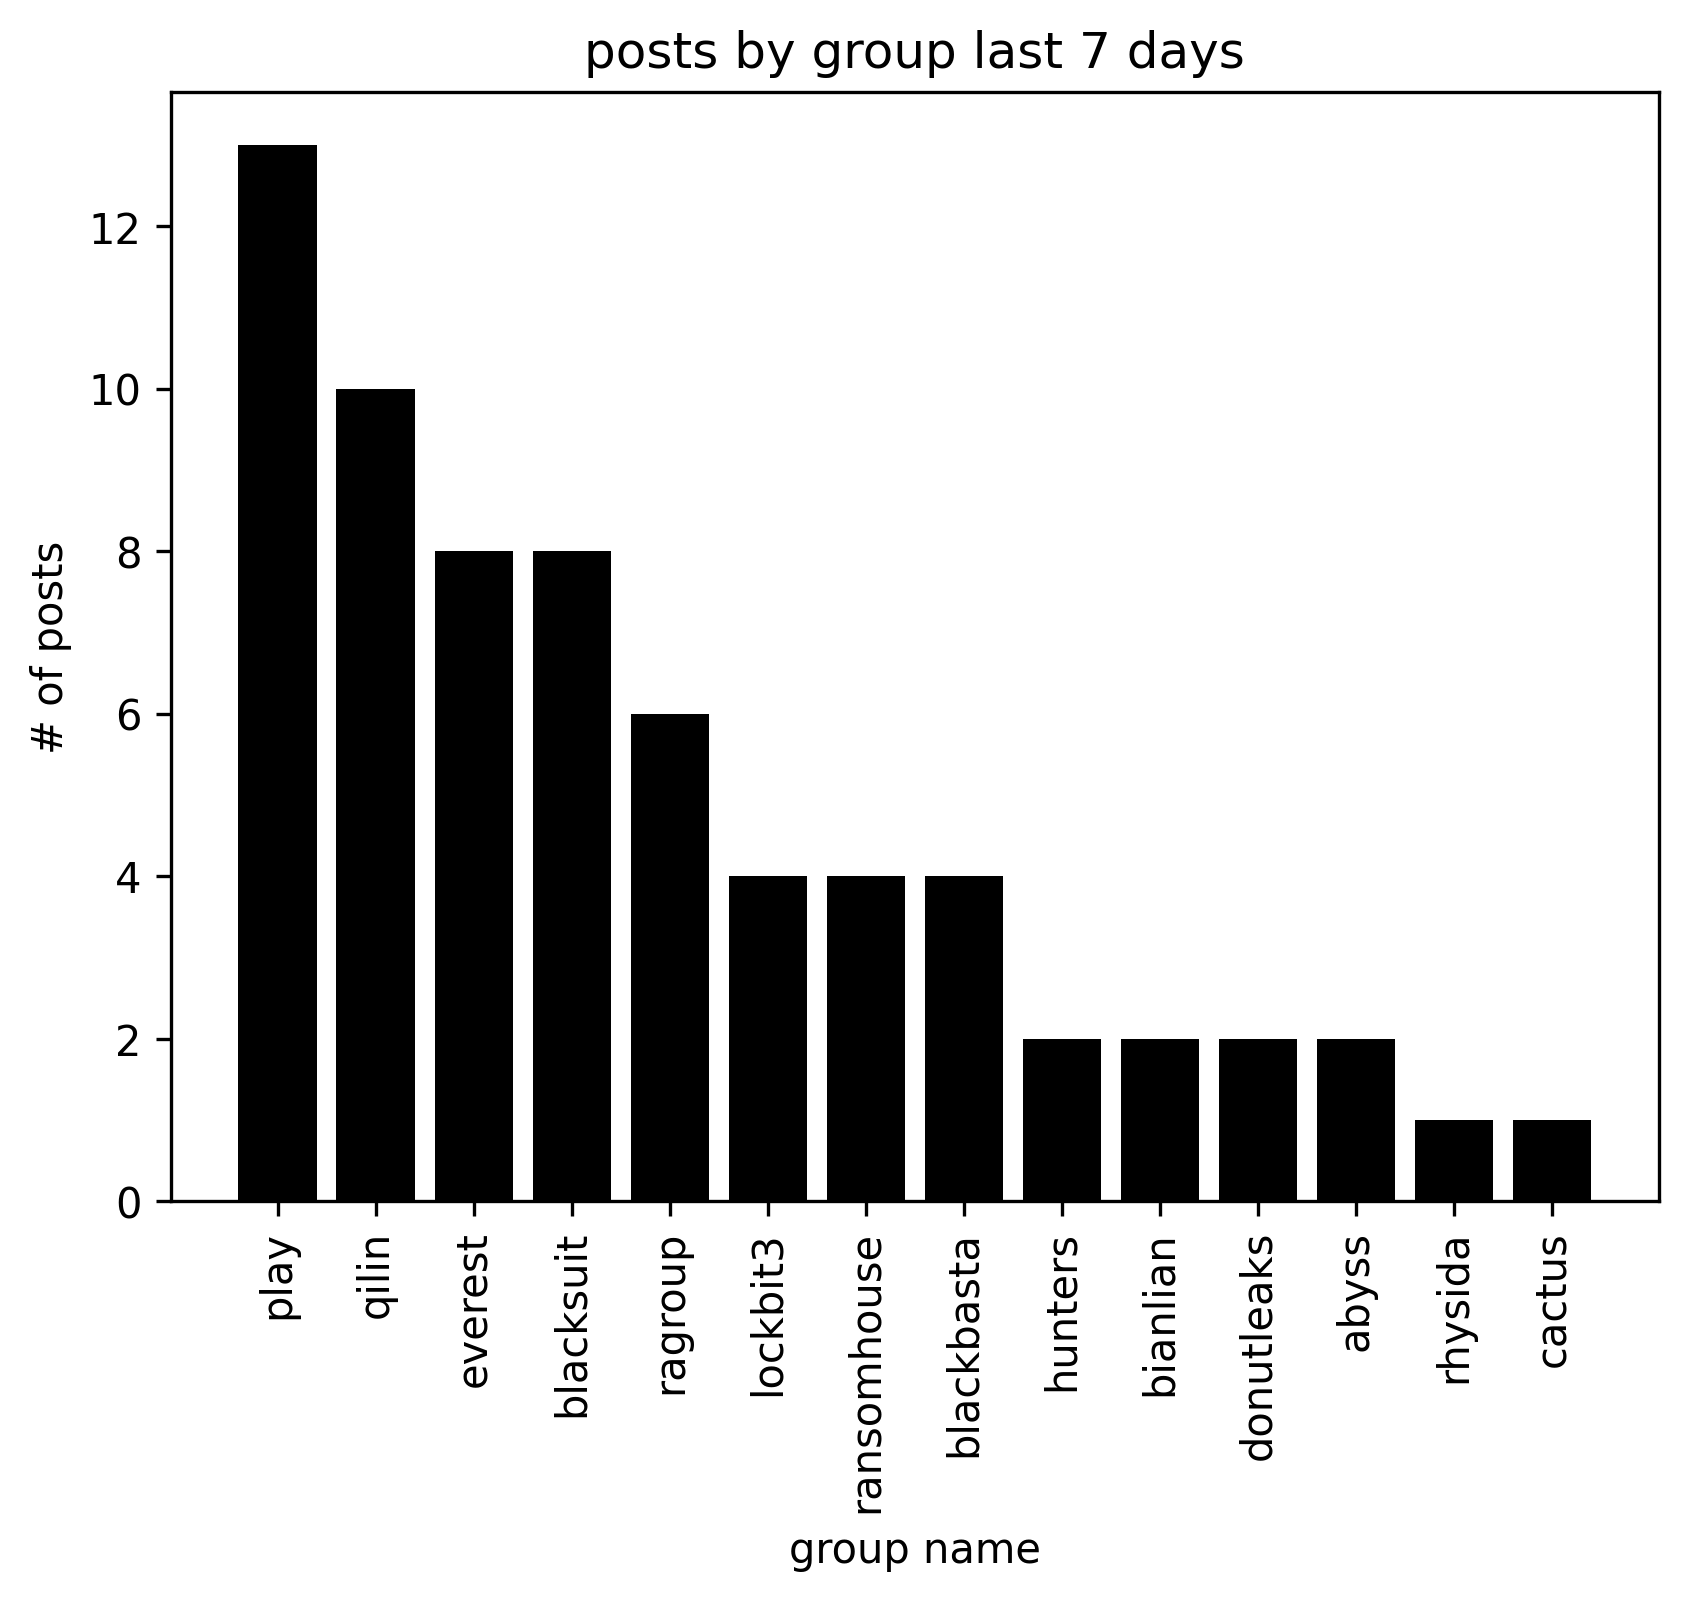 posts by group last 7 days
# of posts
12
10
8
6
4
2
0
play
qilin
everest
blacksuit
ragroup
lockbit3
ransomhouse
blackbasta
hunters
bianlian
donutleaks
abyss
rhysida
cactus
group name